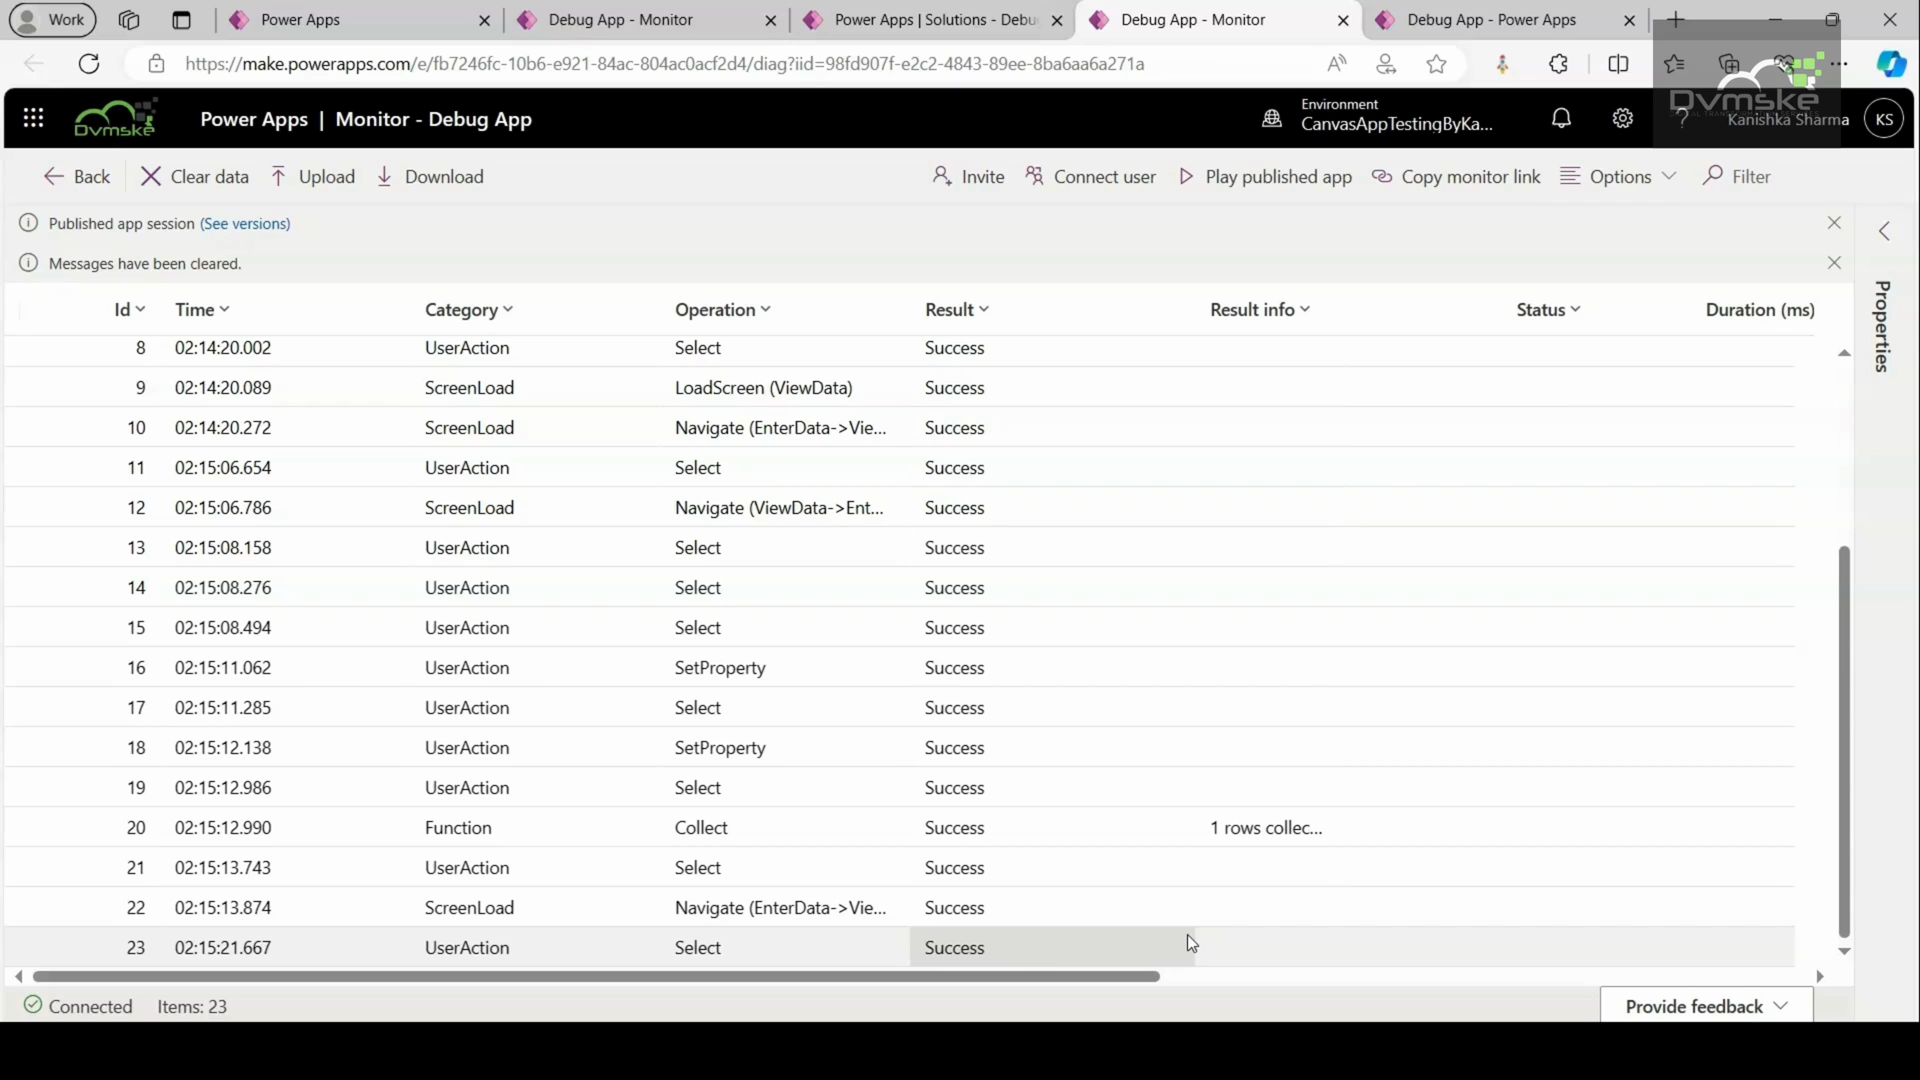 Work
Power Apps
Debug App - Monitor
Power Apps | Solutions - Debu
Debug App - Monitor
Debug App - Power Apps
https://make.powerapps.com/e/fb7246fc-10b6-e921-84ac-804ac0acf2d4/diag?iid=98fd907f-e2c2-4843-89ee-8ba6aa6a271a
Dvmske
Dvmske
Power Apps | Monitor - Debug App
Environment
CanvasAppTestingByKa...
Kanishka Sharma
KS
Back
Clear data
Upload
Download
Invite
Connect user
Play published app
Copy monitor link
Options
Filter
Published app session (See versions)
Messages have been cleared.
Properties
Id Time Category Operation Result Result info Status Duration (ms)
8 02:14:20.002 UserAction Select Success
9 02:14:20.089 ScreenLoad LoadScreen (ViewData) Success
10 02:14:20.272 ScreenLoad Navigate (EnterData->Vie... Success
11 02:15:06.654 UserAction Select Success
12 02:15:06.786 ScreenLoad Navigate (ViewData->Ent... Success
13 02:15:08.158 UserAction Select Success
14 02:15:08.276 UserAction Select Success
15 02:15:08.494 UserAction Select Success
16 02:15:11.062 UserAction SetProperty Success
17 02:15:11.285 UserAction Select Success
18 02:15:12.138 UserAction SetProperty Success
19 02:15:12.986 UserAction Select Success
20 02:15:12.990 Function Collect Success 1 rows collec...
21 02:15:13.743 UserAction Select Success
22 02:15:13.874 ScreenLoad Navigate (EnterData->Vie... Success
23 02:15:21.667 UserAction Select Success
Connected Items: 23
Provide feedback